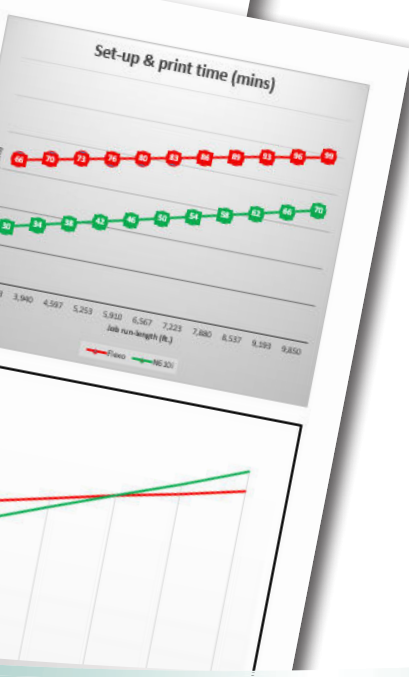 Set-up & print time (mins)
66 70 73 76 80 83 86 89 93 96 99
30 34 38 42 46 50 54 58 62 66 70
3,940 4,597 5,253 5,910 6,567 7,223 7,880 8,537 9,193 9,850
Job run-length (ft.)
Flexo N610i